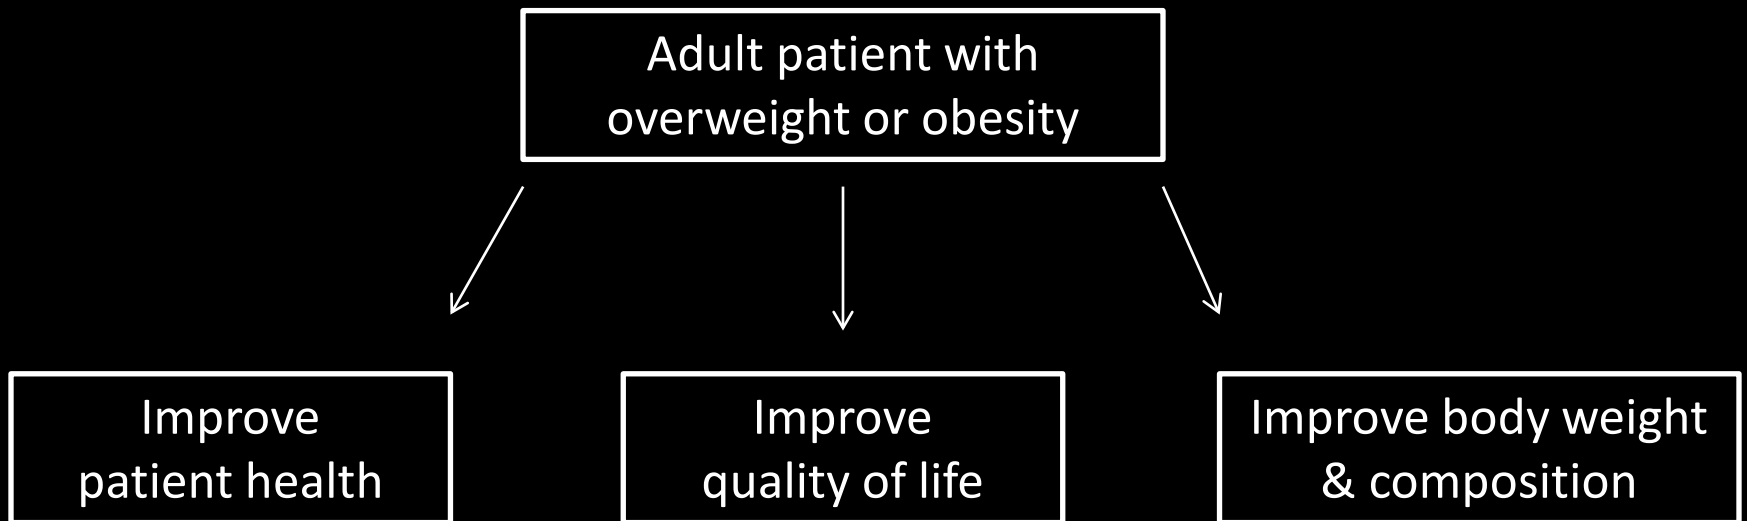 Adult patient with
overweight or obesity
Improve
patient health
Improve
quality of life
Improve body weight
& composition